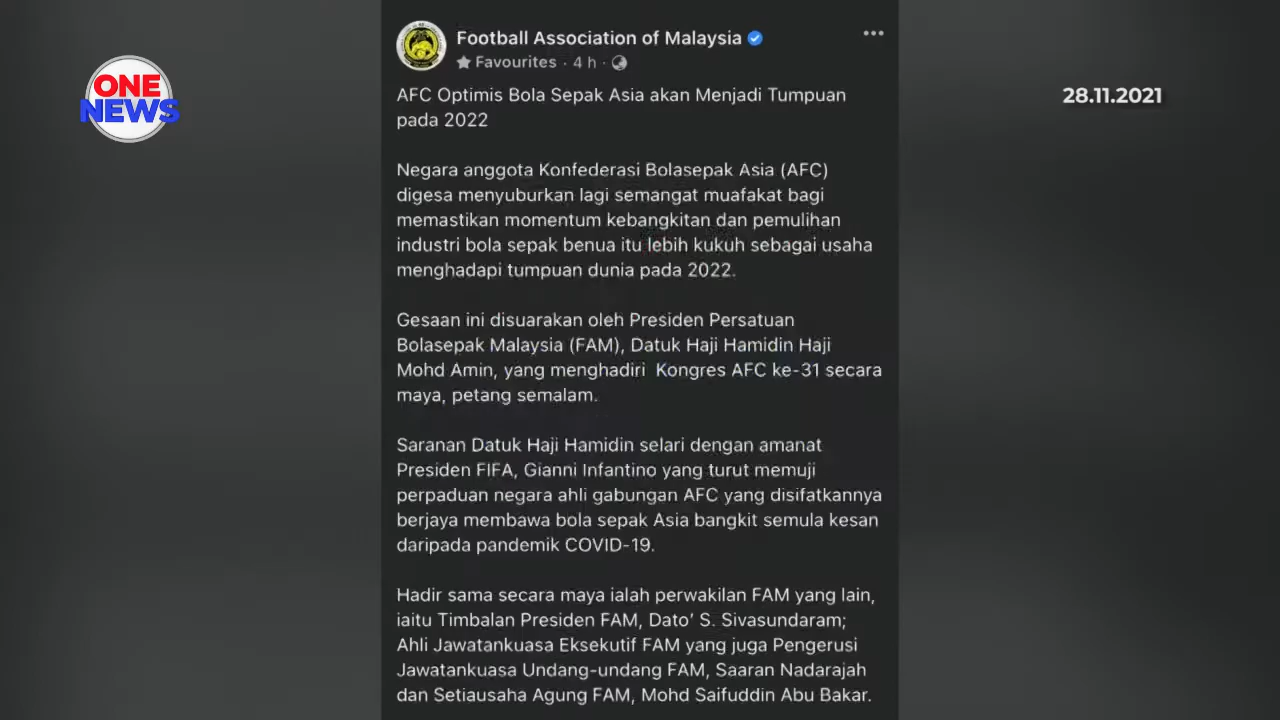 ONE
NEWS
28.11.2021
Football Association of Malaysia
Favourites · 4 h ·
AFC Optimis Bola Sepak Asia akan Menjadi Tumpuan
pada 2022
Negara anggota Konfederasi Bolasepak Asia (AFC)
digesa menyuburkan lagi semangat muafakat bagi
memastikan momentum kebangkitan dan pemulihan
industri bola sepak benua itu lebih kukuh sebagai usaha
menghadapi tumpuan dunia pada 2022.
Gesaan ini disuarakan oleh Presiden Persatuan
Bolasepak Malaysia (FAM), Datuk Haji Hamidin Haji
Mohd Amin, yang menghadiri Kongres AFC ke-31 secara
maya, petang semalam.
Saranan Datuk Haji Hamidin selari dengan amanat
Presiden FIFA, Gianni Infantino yang turut memuji
perpaduan negara ahli gabungan AFC yang disifatkannya
berjaya membawa bola sepak Asia bangkit semula kesan
daripada pandemik COVID-19.
Hadir sama secara maya ialah perwakilan FAM yang lain,
iaitu Timbalan Presiden FAM, Dato’ S. Sivasundaram;
Ahli Jawatankuasa Eksekutif FAM yang juga Pengerusi
Jawatankuasa Undang-undang FAM, Saaran Nadarajah
dan Setiausaha Agung FAM, Mohd Saifuddin Abu Bakar.